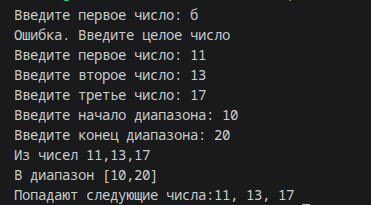 Введите первое число: б
Ошибка. Введите целое число
Введите первое число: 11
Введите второе число: 13
Введите третье число: 17
Введите начало диапазона: 10
Введите конец диапазона: 20
Из чисел 11,13,17
В диапазон [10,20]
Попадают следующие числа:11, 13, 17